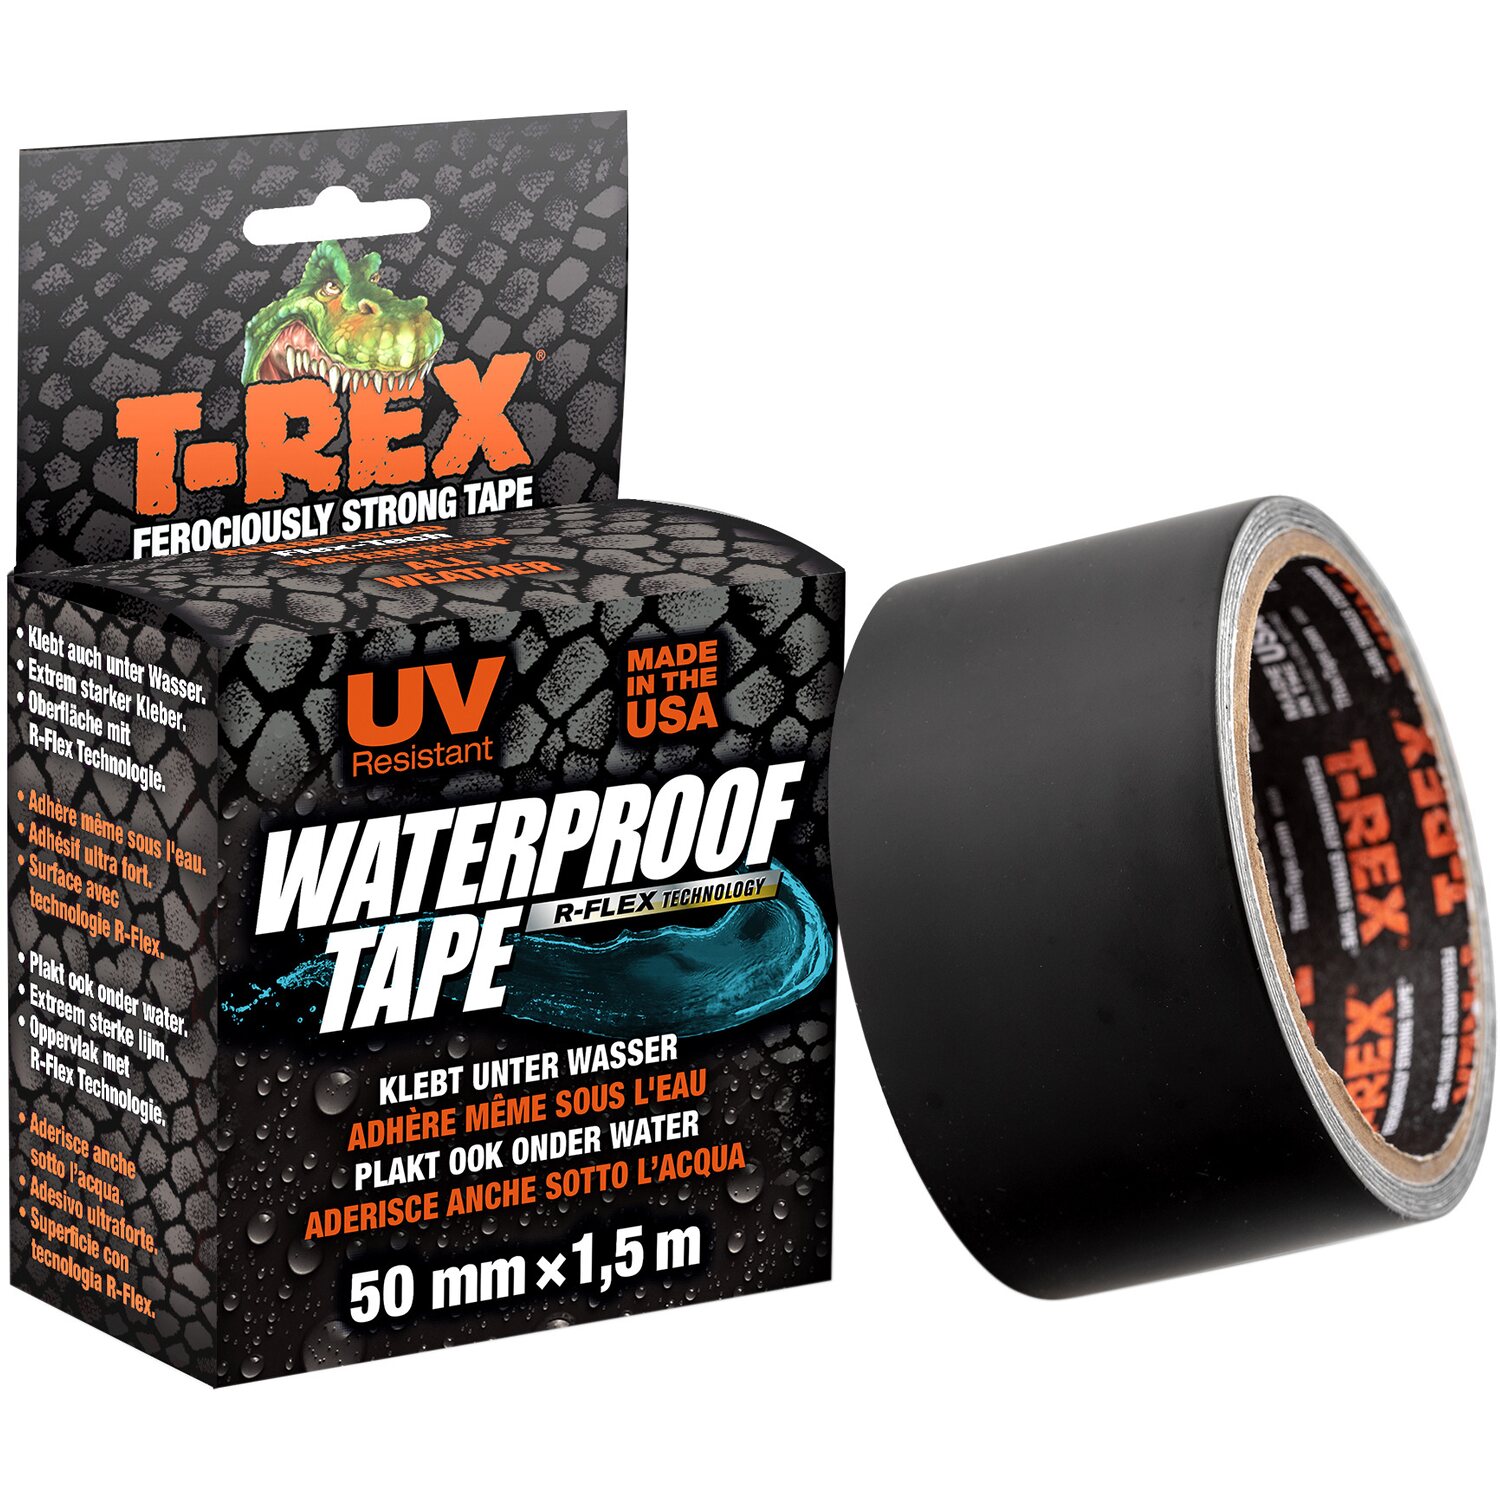 T-REX®
FEROCIOUSLY STRONG TAPE
Flex-Tech
ALL
WEATHER
• Klebt auch unter Wasser.
• Extrem starker Kleber.
• Oberfläche mit
R-Flex Technologie.
• Adhère même sous l'eau.
• Adhésif ultra fort.
• Surface avec
technologie R-Flex.
• Plakt ook onder water.
• Extreem sterke lijm.
• Oppervlak met
R-Flex Technologie.
• Aderisce anche
sotto l'acqua.
• Adesivo ultraforte.
• Superficie con
tecnologia R-Flex.
UV
Resistant
MADE
IN THE
USA
WATERPROOF
TAPE
R-FLEX TECHNOLOGY
KLEBT UNTER WASSER
ADHÈRE MÊME SOUS L'EAU
PLAKT OOK ONDER WATER
ADERISCE ANCHE SOTTO L'ACQUA
50 mm × 1,5 m
T-REX